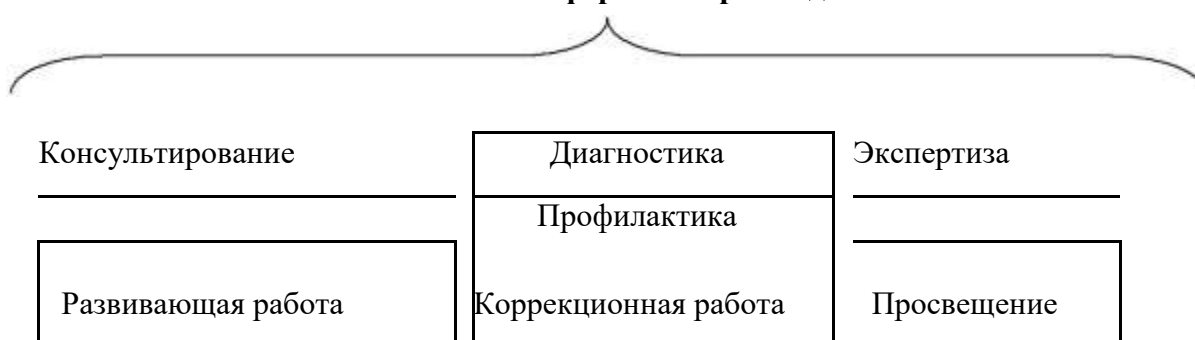 Консультирование Диагностика Экспертиза
Профилактика
Развивающая работа Коррекционная работа Просвещение